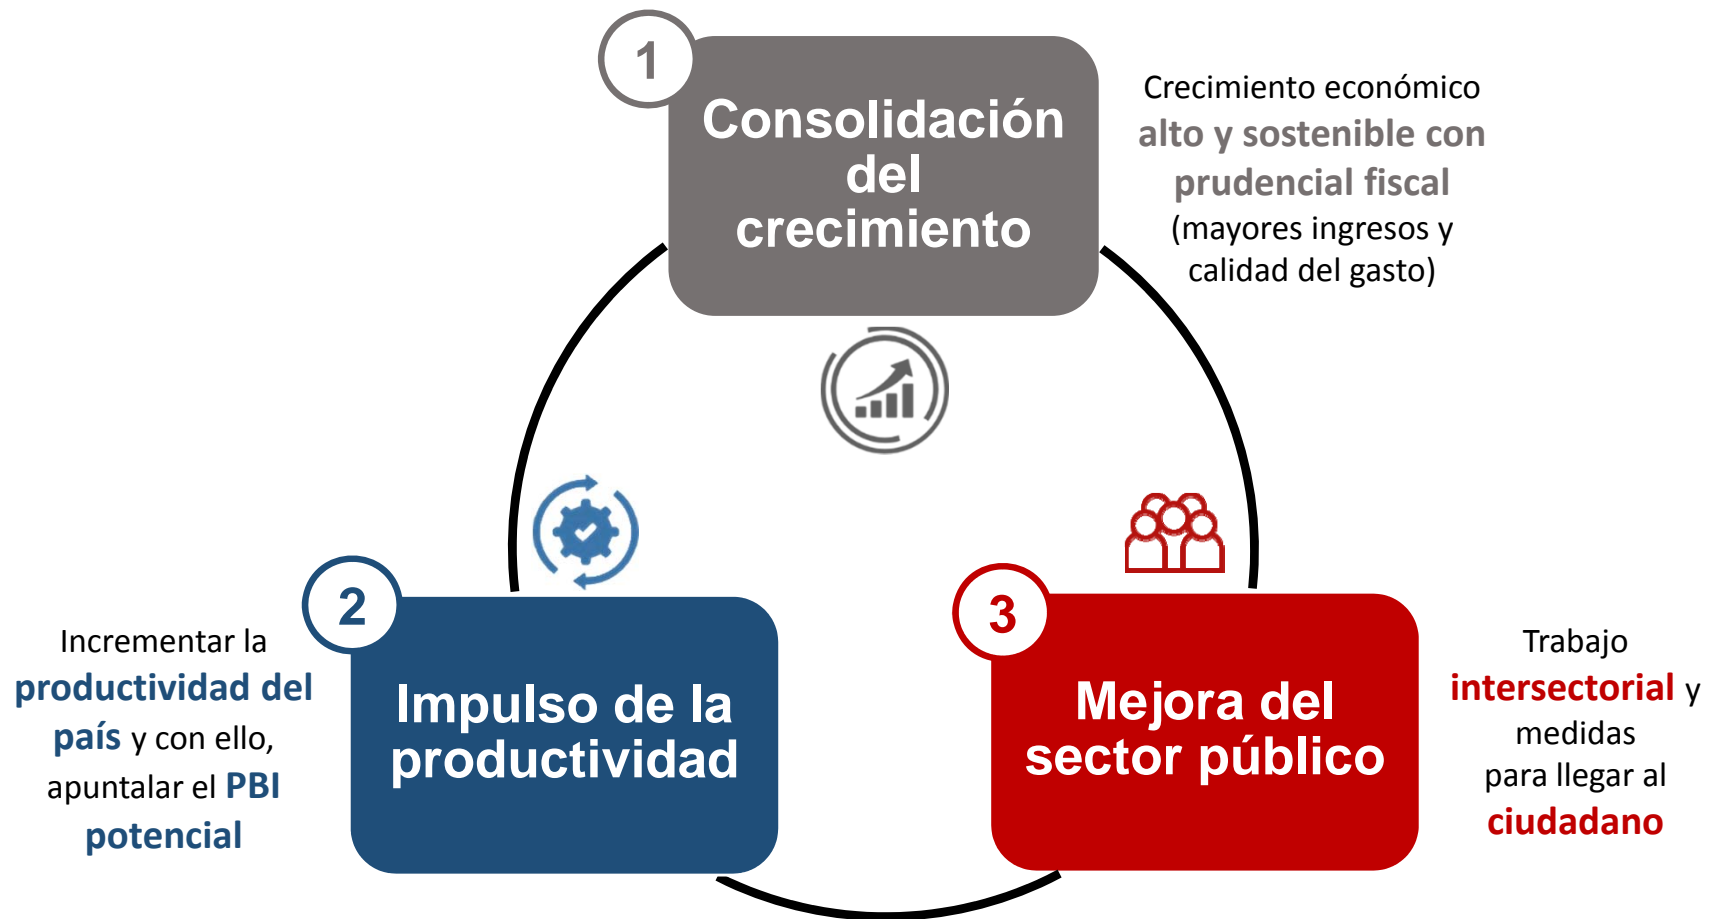 1
Consolidación
del
crecimiento
Crecimiento económico
alto y sostenible con
prudencial fiscal
(mayores ingresos y
calidad del gasto)
2
Impulso de la
productividad
Incrementar la
productividad del
país y con ello,
apuntalar el PBI
potencial
3
Mejora del
sector público
Trabajo
intersectorial y
medidas
para llegar al
ciudadano